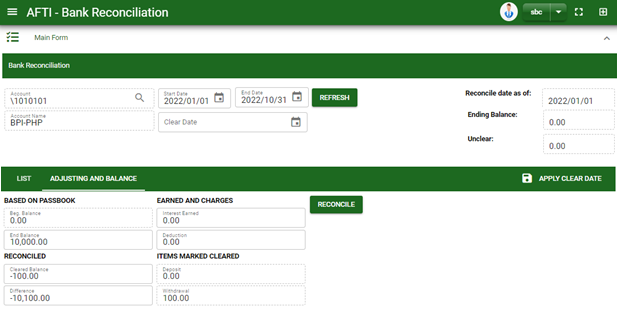 AFTI - Bank Reconciliation
abc
Main Form
Bank Reconciliation
Account
\1010101
Start Date
2022/01/01
End Date
2022/10/31
REFRESH
Reconcile date as of:
2022/01/01
Account Name
BPI-PHP
Clear Date
Ending Balance:
0.00
Unclear:
0.00
LIST
ADJUSTING AND BALANCE
APPLY CLEAR DATE
BASED ON PASSBOOK
EARNED AND CHARGES
RECONCILE
Beg. Balance
0.00
Interest Earned
0.00
End Balance
10,000.00
Deduction
0.00
RECONCILED
ITEMS MARKED CLEARED
Cleared Balance
-100.00
Deposit
0.00
Difference
-10,100.00
Withdrawal
100.00